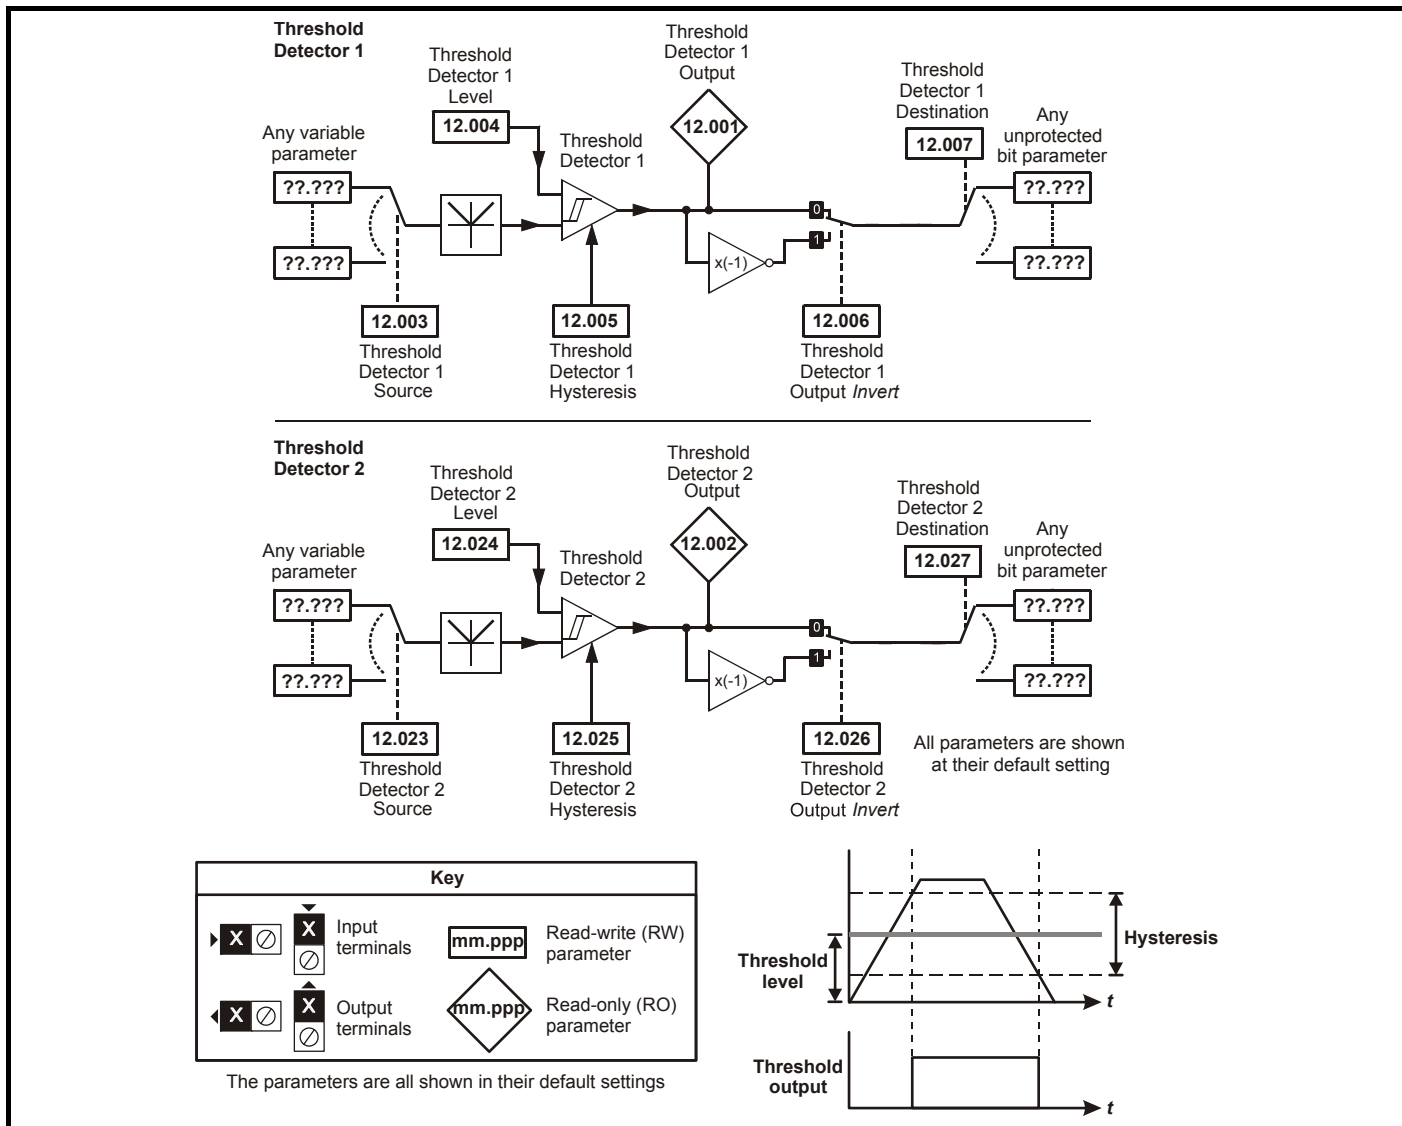 Threshold
Detector 1
Threshold
Detector 1
Level
12.004
Threshold
Detector 1
Output
12.001
Threshold
Detector 1
Destination
12.007
Any variable
parameter
??.???
??.???
Threshold
Detector 1
Any
unprotected
bit parameter
??.???
??.???
0
1
x(-1)
12.003
Threshold
Detector 1
Source
12.005
Threshold
Detector 1
Hysteresis
12.006
Threshold
Detector 1
Output Invert
Threshold
Detector 2
Threshold
Detector 2
Level
12.024
Threshold
Detector 2
Output
12.002
Threshold
Detector 2
Destination
12.027
Any variable
parameter
??.???
??.???
Threshold
Detector 2
Any
unprotected
bit parameter
??.???
??.???
0
1
x(-1)
12.023
Threshold
Detector 2
Source
12.025
Threshold
Detector 2
Hysteresis
12.026
Threshold
Detector 2
Output Invert
All parameters are shown
at their default setting
Key
X
X
Input
terminals
mm.ppp
Read-write (RW)
parameter
X
X
Output
terminals
mm.ppp
Read-only (RO)
parameter
The parameters are all shown in their default settings
Threshold
level
Hysteresis
t
Threshold
output
t